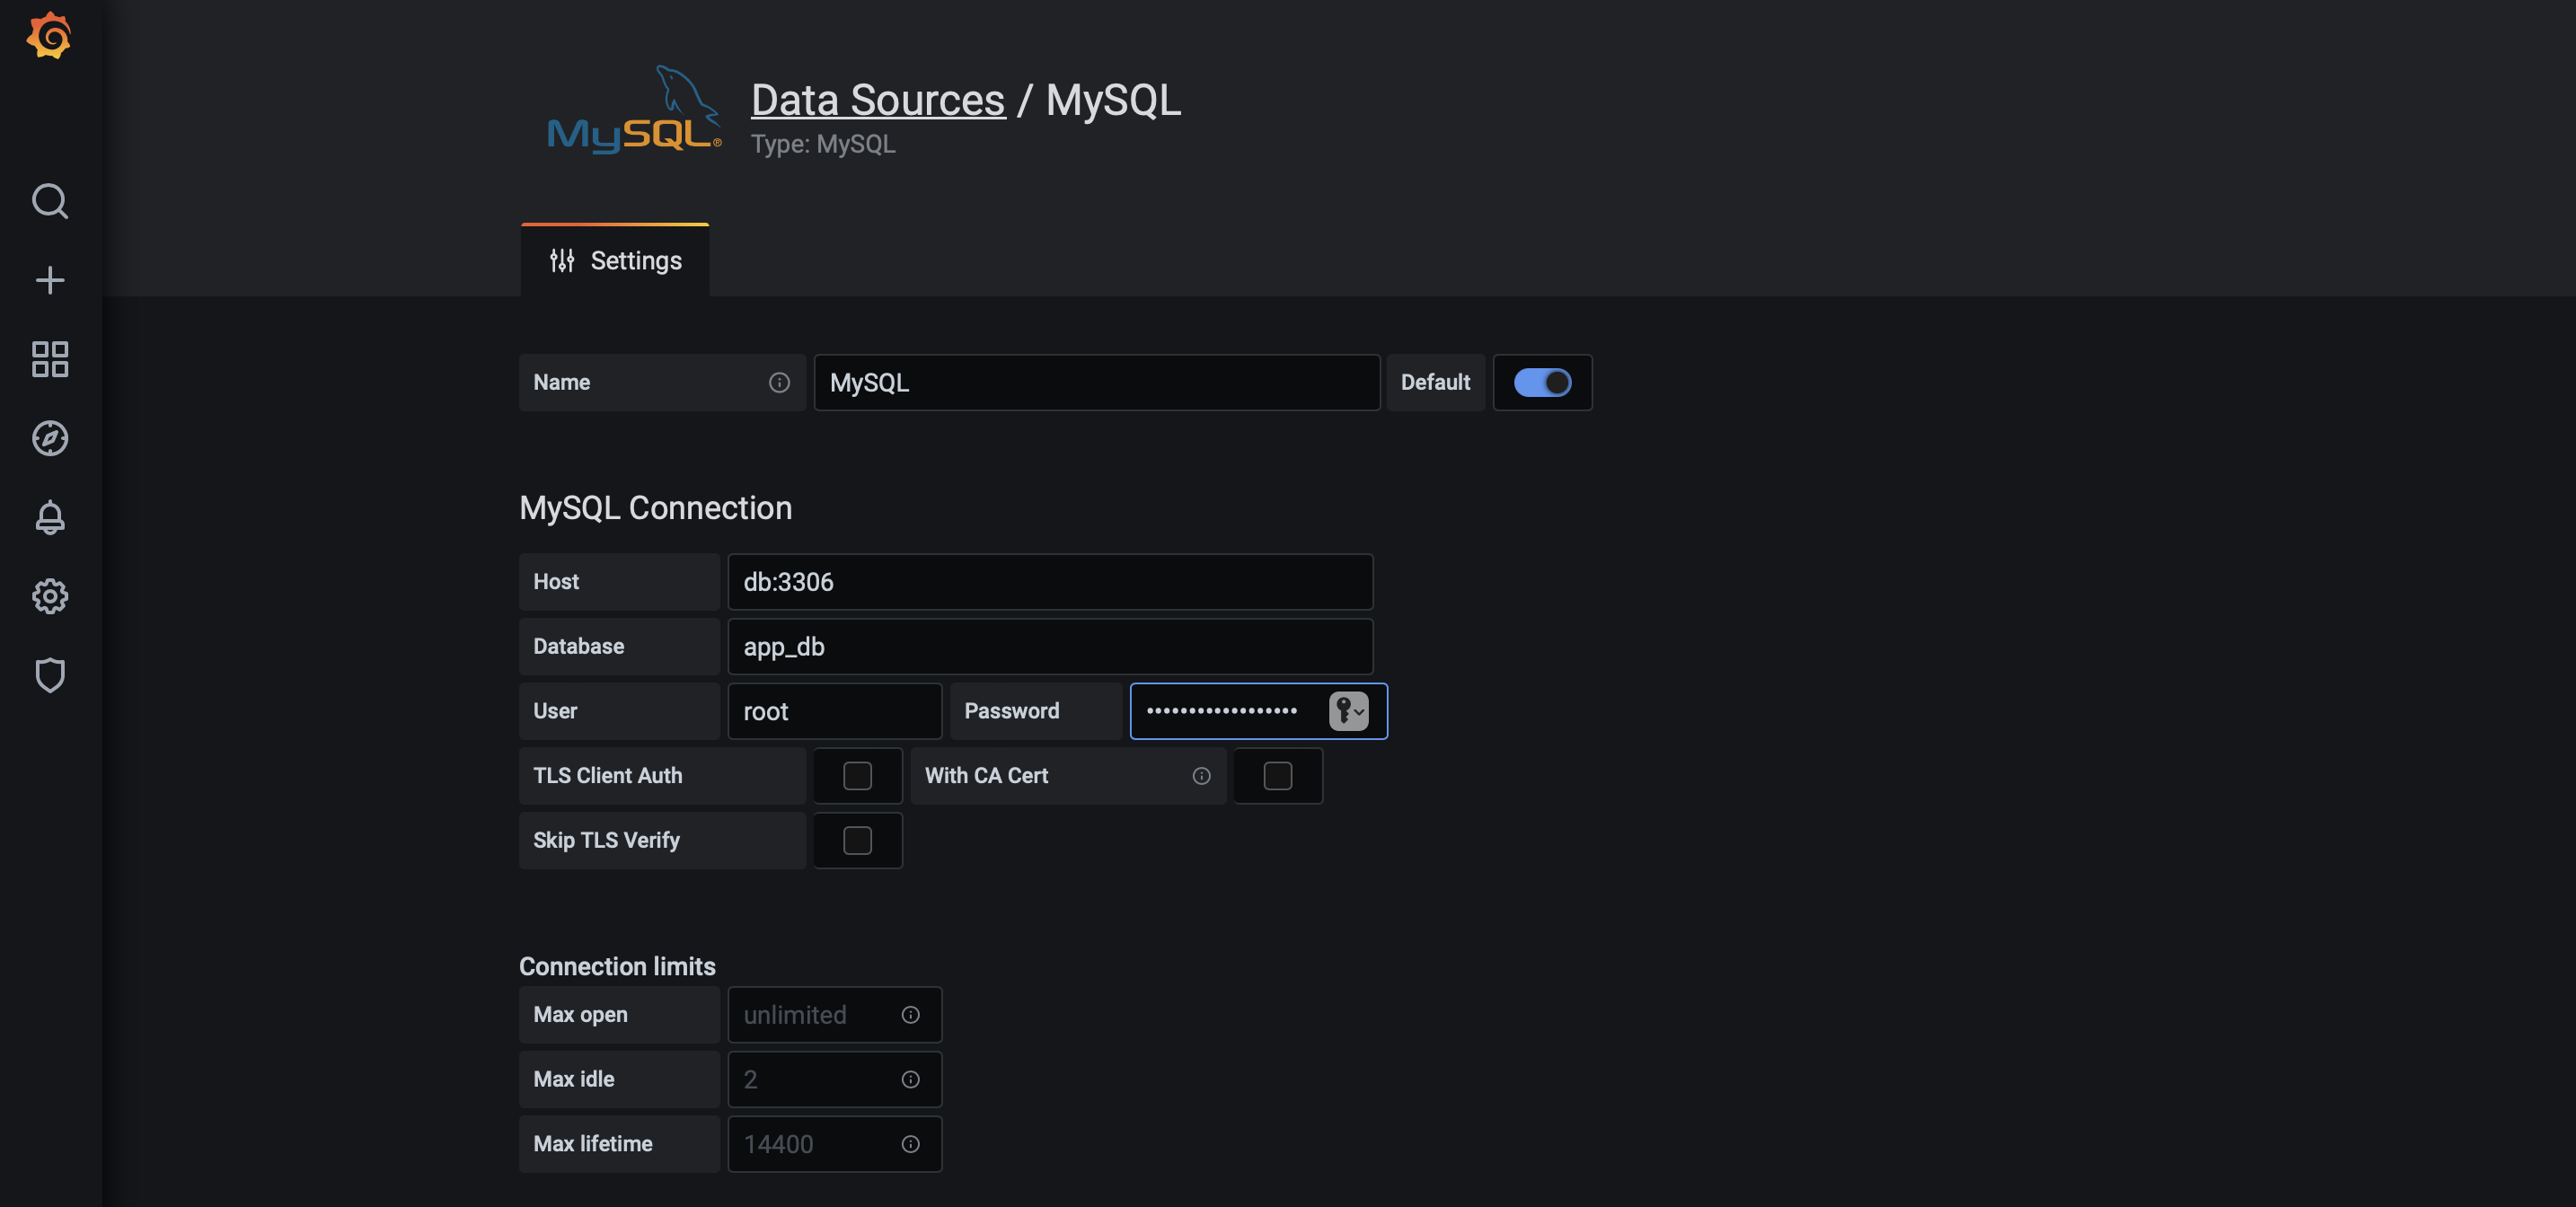 MySQL®
Data Sources / MySQL
Type: MySQL
Settings
Name MySQL Default
MySQL Connection
Host db:3306
Database app_db
User root Password ••••••••••••••••••
TLS Client Auth With CA Cert
Skip TLS Verify
Connection limits
Max open unlimited
Max idle 2
Max lifetime 14400